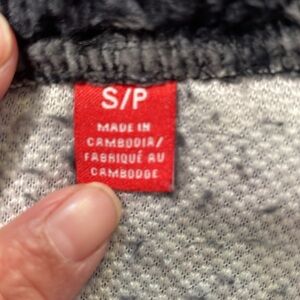 S/P
MADE IN
CAMBODIA/
FABRIQUÉ AU
CAMBODGE